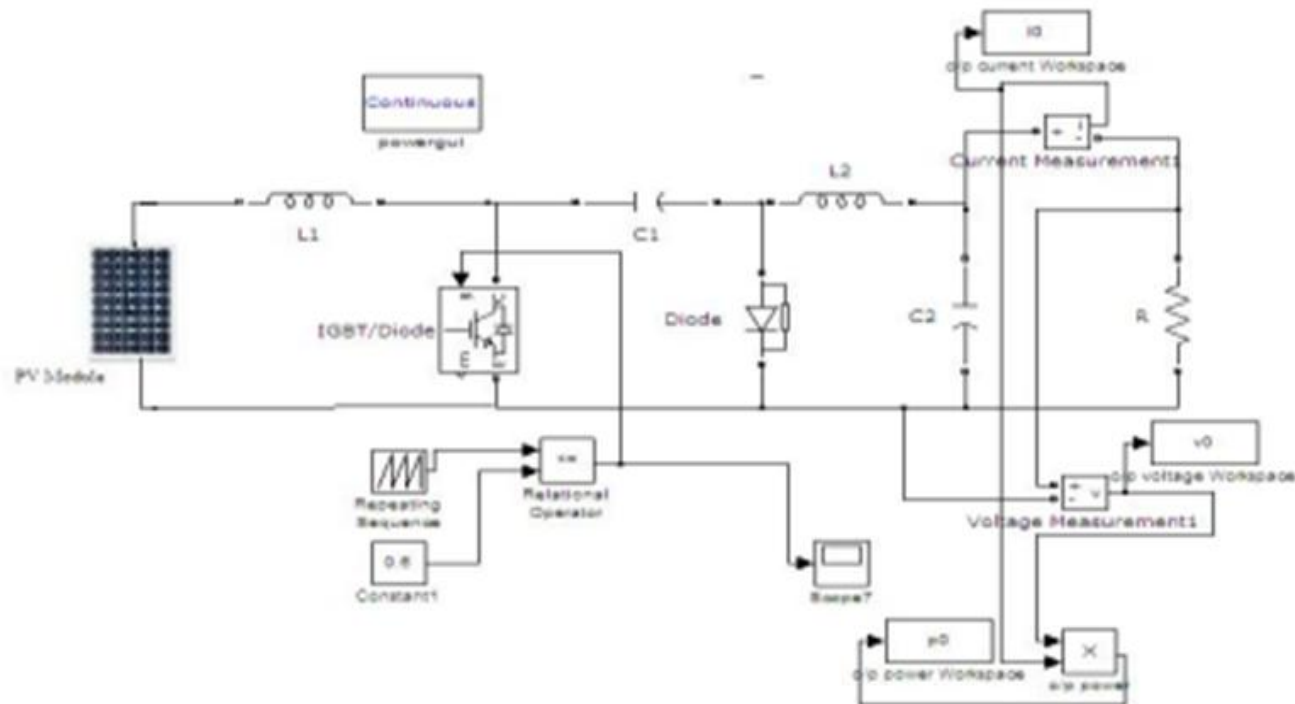 i0
o/p current Workspace
Continuous
powergui
Current Measurement1
L2
L1
C1
IGBT/Diode
Diode
C2
R
PV Module
v0
o/p voltage Workspace
Relational
Operator
Repeating
Sequence
Voltage Measurement1
0.6
Constant1
Scope7
p0
o/p power Workspace
X
o/p power